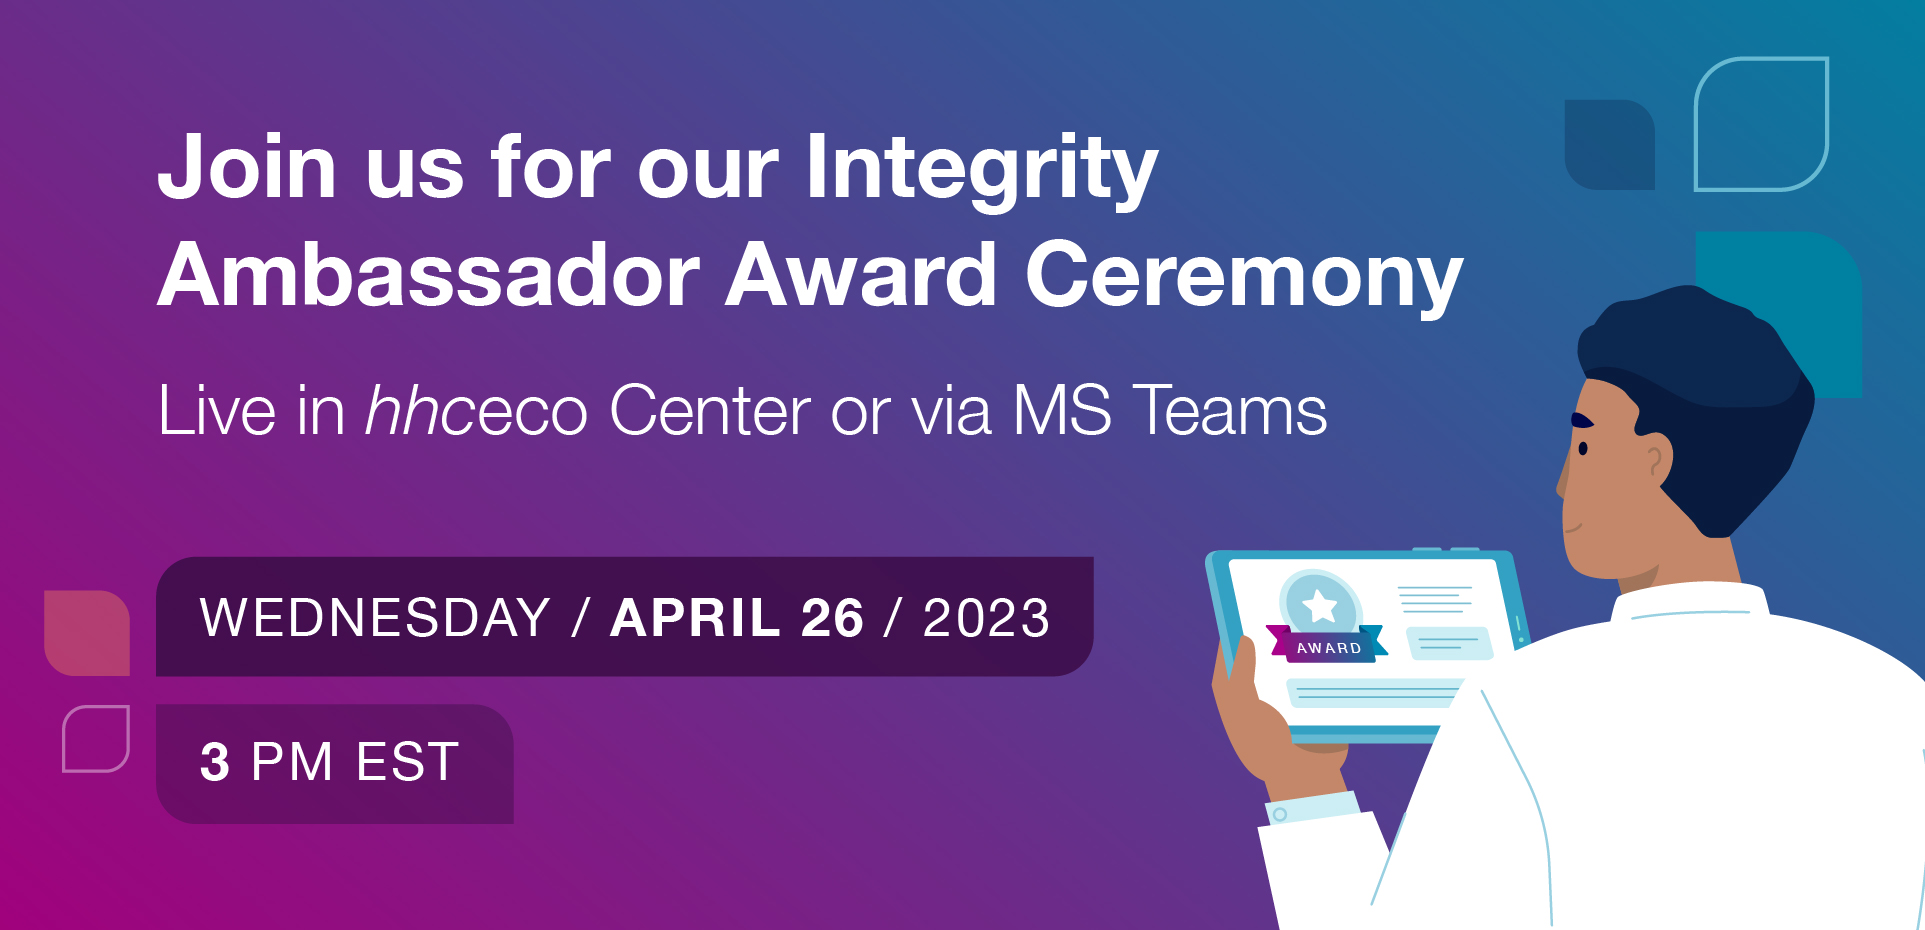 Join us for our Integrity
Ambassador Award Ceremony
Live in hhceco Center or via MS Teams
WEDNESDAY / APRIL 26 / 2023
3 PM EST
AWARD